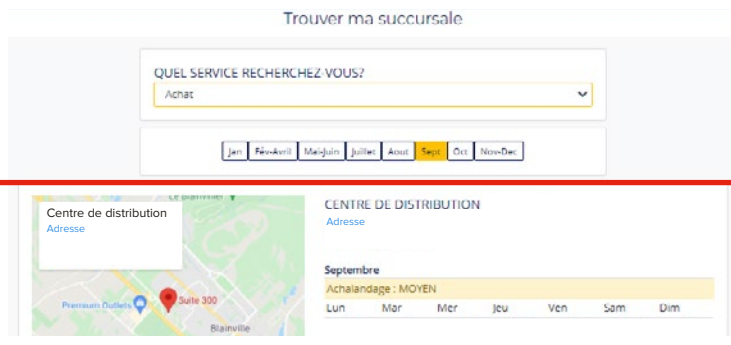 Trouver ma succursale
QUEL SERVICE RECHERCHEZ-VOUS?
Achat
Jan Fév-Avril Mai-Juin Juillet Aout Sept Oct Nov-Dec
Le Blainvillier
Centre de distribution
Adresse
Premium Outlets
Suite 300
Blainville
CENTRE DE DISTRIBUTION
Adresse
Septembre
Achalandage : MOYEN
Lun Mar Mer Jeu Ven Sam Dim